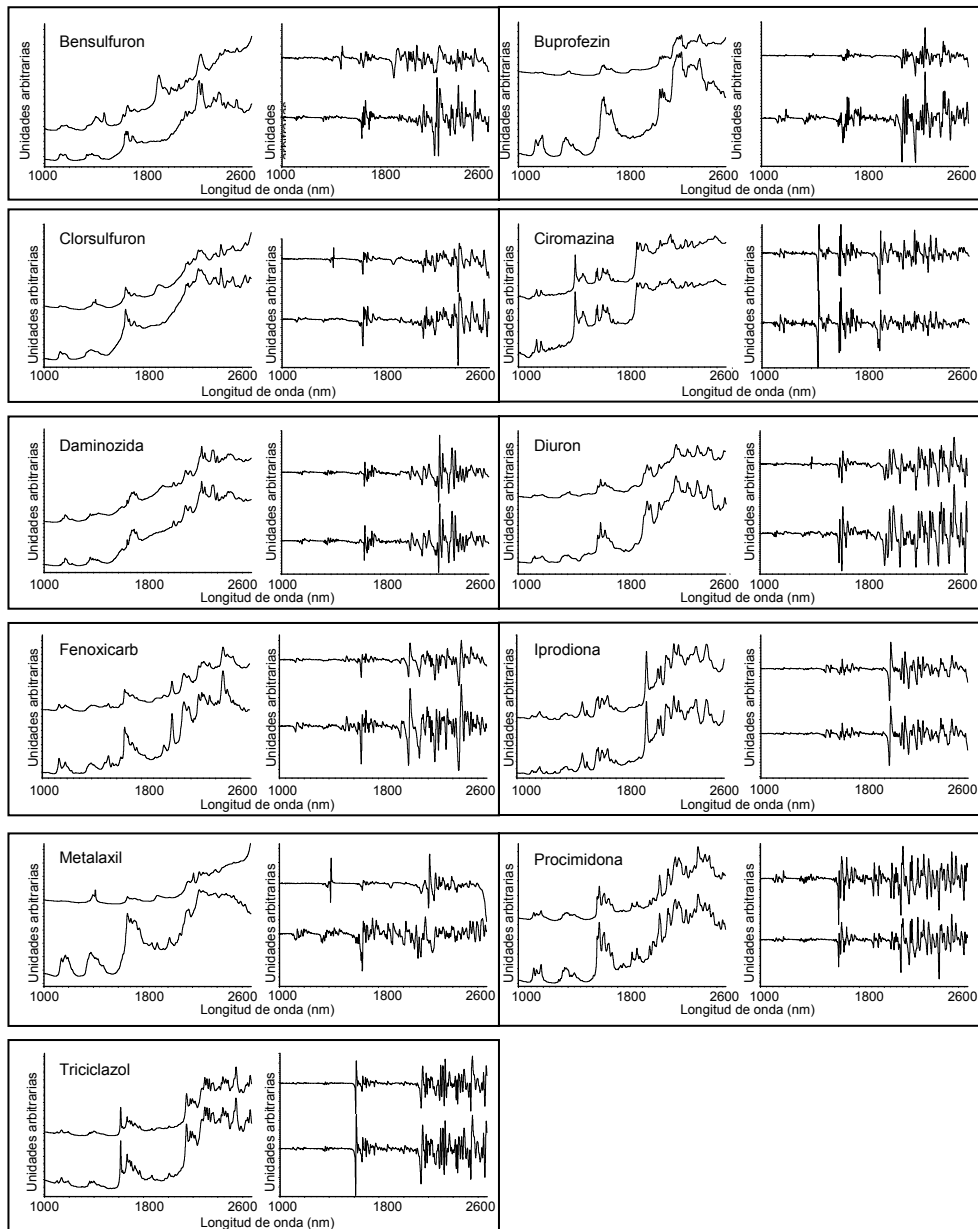 Bensulfuron
Unidades arbitrarias
Unidades
1000 1800 2600
1000 1800 2600
Longitud de onda (nm)
Buprofezin
Unidades arbitrarias
Unidades arbitrarias
1000 1800 2600
1000 1800 2600
Longitud de onda (nm)
Clorsulfuron
Unidades arbitrarias
Unidades arbitrarias
1000 1800 2600
1000 1800 2600
Longitud de onda (nm)
Ciromazina
Unidades arbitrarias
Unidades arbitrarias
1000 1800 2600
1000 1800 2600
Longitud de onda (nm)
Daminozida
Unidades arbitrarias
Unidades arbitrarias
1000 1800 2600
1000 1800 2600
Longitud de onda (nm)
Diuron
Unidades arbitrarias
Unidades arbitrarias
1000 1800 2600
1000 1800 2600
Longitud de onda (nm)
Fenoxicarb
Unidades arbitrarias
Unidades arbitrarias
1000 1800 2600
1000 1800 2600
Longitud de onda (nm)
Iprodiona
Unidades arbitrarias
Unidades arbitrarias
1000 1800 2600
1000 1800 2600
Longitud de onda (nm)
Metalaxil
Unidades arbitrarias
Unidades arbitrarias
1000 1800 2600
1000 1800 2600
Longitud de onda (nm)
Procimidona
Unidades arbitrarias
Unidades arbitrarias
1000 1800 2600
1000 1800 2600
Longitud de onda (nm)
Triciclazol
Unidades arbitrarias
Unidades arbitrarias
1000 1800 2600
1000 1800 2600
Longitud de onda (nm)